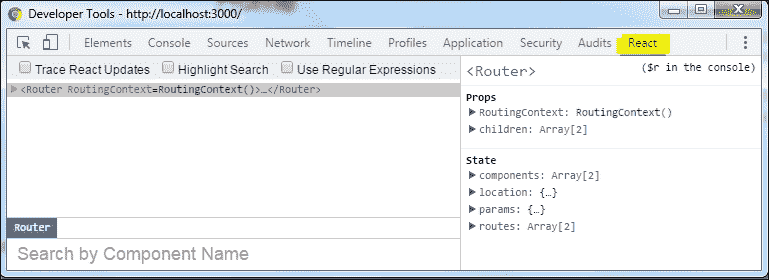 Developer Tools - http://localhost:3000/
Elements Console Sources Network Timeline Profiles Application Security Audits React
Trace React Updates Highlight Search Use Regular Expressions
<Router RoutingContext=RoutingContext()>…</Router>
Router
Search by Component Name
<Router> ($r in the console)
Props
RoutingContext: RoutingContext()
children: Array[2]
State
components: Array[2]
location: {…}
params: {…}
routes: Array[2]